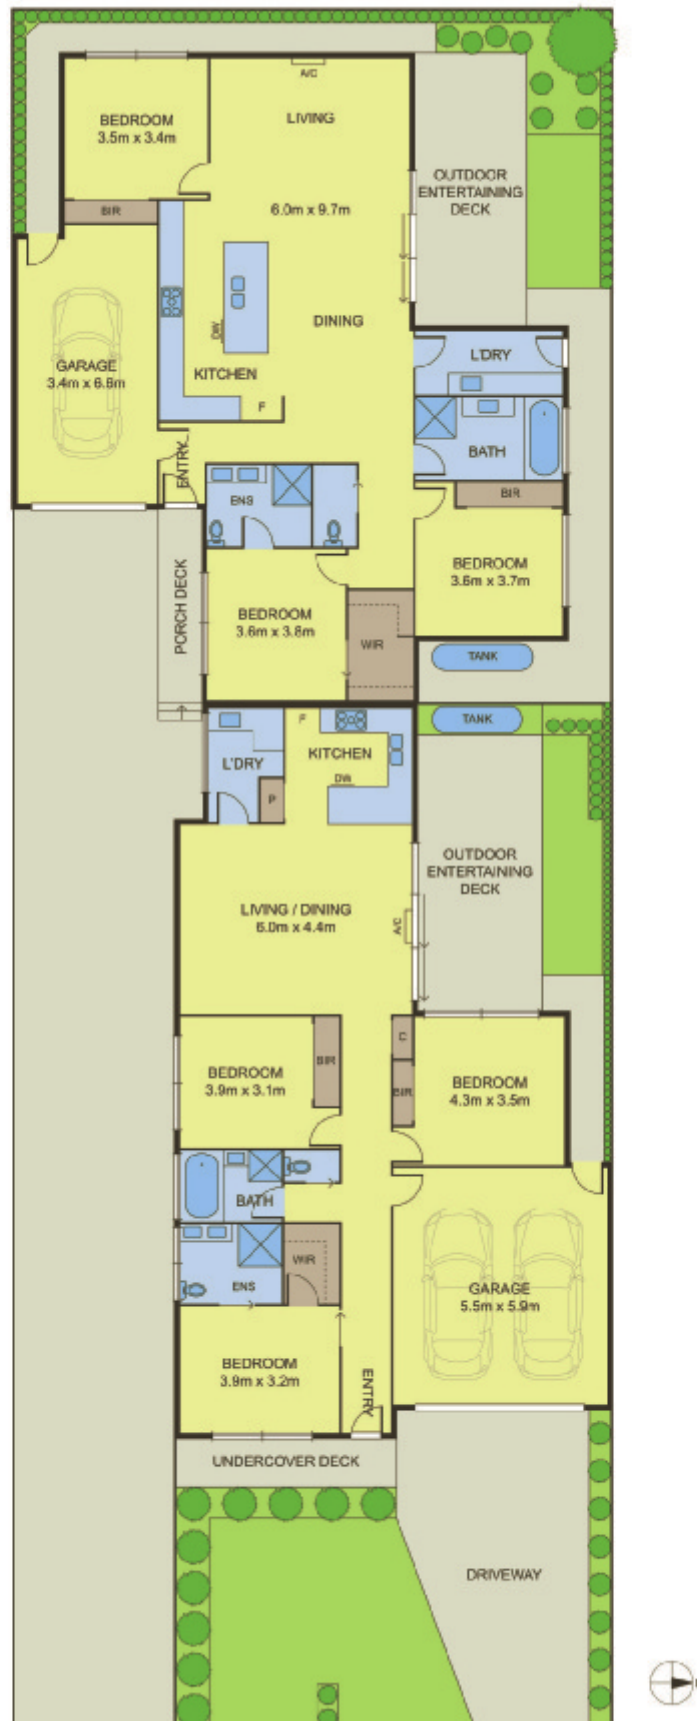 A/C
LIVING
BEDROOM
3.5m x 3.4m
OUTDOOR
ENTERTAINING
DECK
BIR
6.0m x 9.7m
DINING
L'DRY
GARAGE
3.4m x 6.6m
DW
KITCHEN
F
BATH
ENTRY
ENS
BIR
BEDROOM
3.6m x 3.7m
PORCH DECK
BEDROOM
3.6m x 3.8m
WIR
TANK
TANK
F
KITCHEN
L'DRY
DW
P
OUTDOOR
ENTERTAINING
DECK
LIVING / DINING
6.0m x 4.4m
A/C
C
BEDROOM
3.9m x 3.1m
BIR
BIR
BEDROOM
4.3m x 3.5m
BATH
WIR
ENS
GARAGE
5.5m x 5.9m
BEDROOM
3.9m x 3.2m
ENTRY
UNDERCOVER DECK
DRIVEWAY